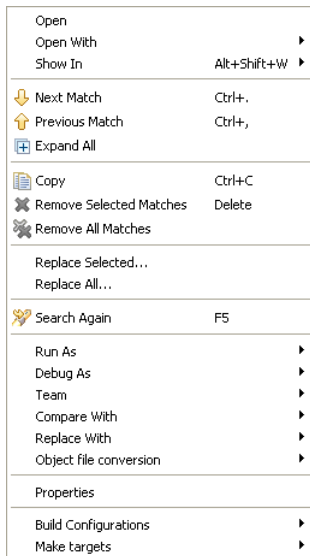 Open
Open With
Show In Alt+Shift+W
Next Match Ctrl+.
Previous Match Ctrl+,
Expand All
Copy Ctrl+C
Remove Selected Matches Delete
Remove All Matches
Replace Selected...
Replace All...
Search Again F5
Run As
Debug As
Team
Compare With
Replace With
Object file conversion
Properties
Build Configurations
Make targets